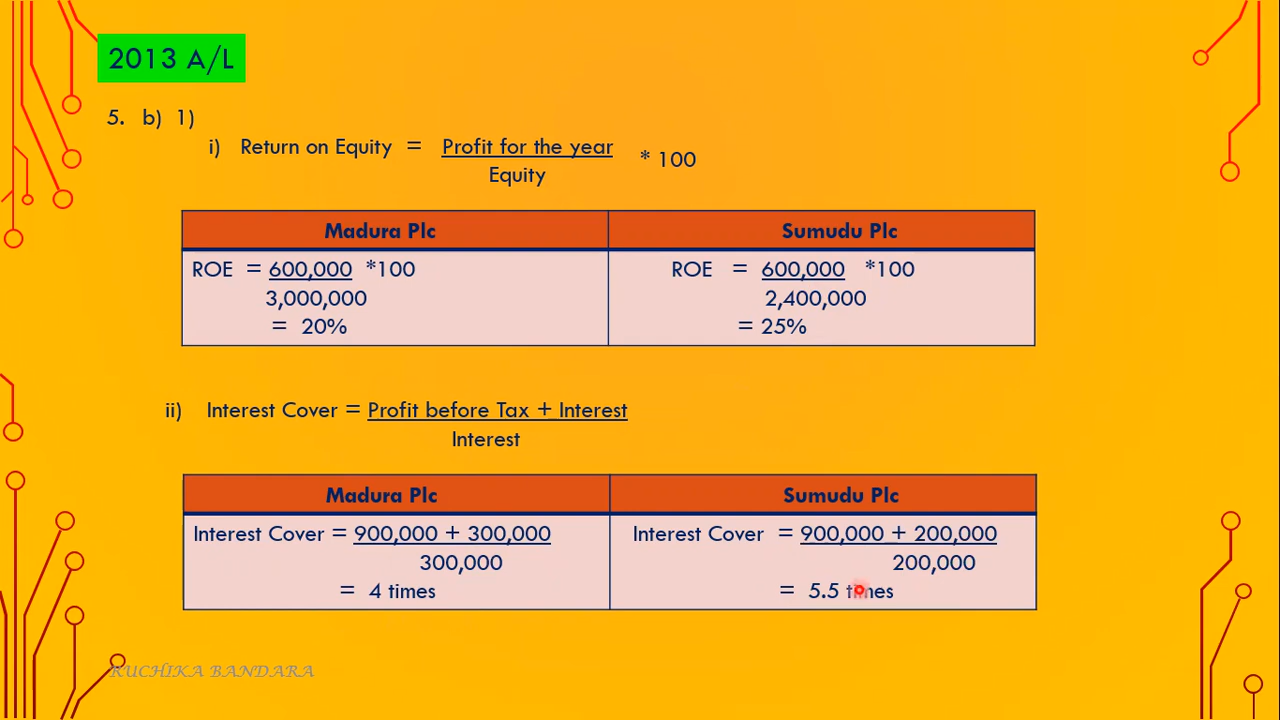 2013 A/L
5. b) 1)
i) Return on Equity = Profit for the year * 100
Equity
Madura Plc Sumudu Plc
ROE = 600,000 *100 ROE = 600,000 *100
3,000,000 2,400,000
= 20% = 25%
ii) Interest Cover = Profit before Tax + Interest
Interest
Madura Plc Sumudu Plc
Interest Cover = 900,000 + 300,000 Interest Cover = 900,000 + 200,000
300,000 200,000
= 4 times = 5.5 times
RUCHIKA BANDARA